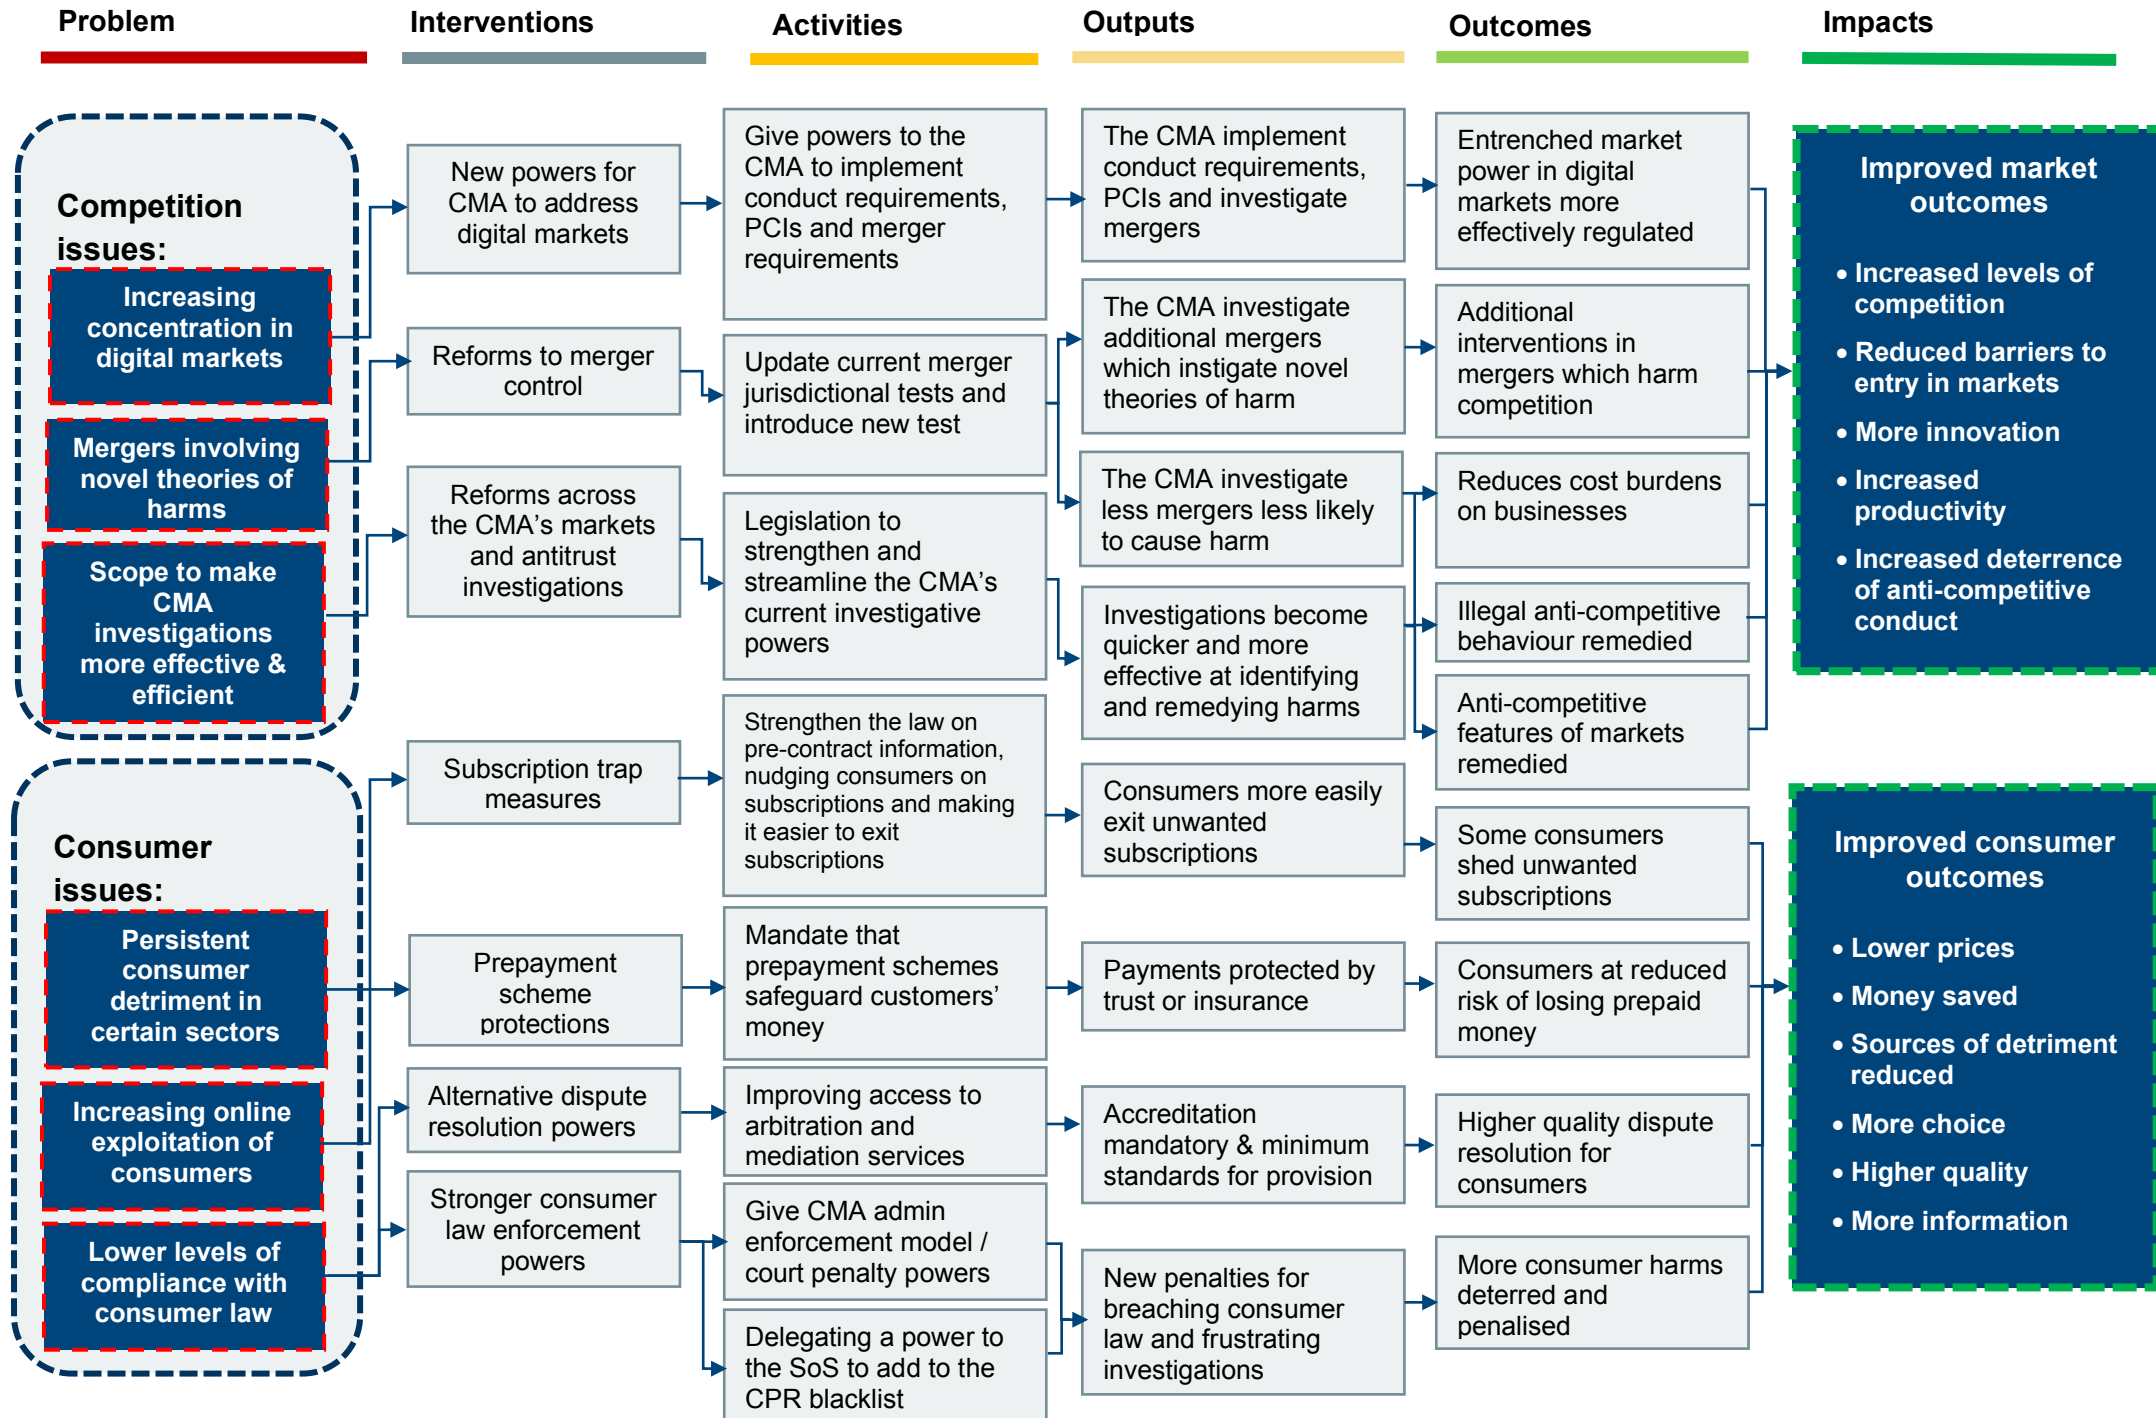 Problem
Interventions
Activities
Outputs
Outcomes
Impacts
Competition
issues:
Increasing
concentration in
digital markets
Mergers involving
novel theories of
harms
Scope to make
CMA
investigations
more effective &
efficient
Consumer
issues:
Persistent
consumer
detriment in
certain sectors
Increasing online
exploitation of
consumers
Lower levels of
compliance with
consumer law
New powers for
CMA to address
digital markets
Reforms to merger
control
Reforms across
the CMA’s markets
and antitrust
investigations
Subscription trap
measures
Prepayment
scheme
protections
Alternative dispute
resolution powers
Stronger consumer
law enforcement
powers
Give powers to the
CMA to implement
conduct requirements,
PCIs and merger
requirements
Update current merger
jurisdictional tests and
introduce new test
Legislation to
strengthen and
streamline the CMA’s
current investigative
powers
Strengthen the law on
pre-contract information,
nudging consumers on
subscriptions and making
it easier to exit
subscriptions
Mandate that
prepayment schemes
safeguard customers’
money
Improving access to
arbitration and
mediation services
Give CMA admin
enforcement model /
court penalty powers
Delegating a power to
the SoS to add to the
CPR blacklist
The CMA implement
conduct requirements,
PCIs and investigate
mergers
The CMA investigate
additional mergers
which instigate novel
theories of harm
The CMA investigate
less mergers less likely
to cause harm
Investigations become
quicker and more
effective at identifying
and remedying harms
Consumers more easily
exit unwanted
subscriptions
Payments protected by
trust or insurance
Accreditation
mandatory & minimum
standards for provision
New penalties for
breaching consumer
law and frustrating
investigations
Entrenched market
power in digital
markets more
effectively regulated
Additional
interventions in
mergers which harm
competition
Reduces cost burdens
on businesses
Illegal anti-competitive
behaviour remedied
Anti-competitive
features of markets
remedied
Some consumers
shed unwanted
subscriptions
Consumers at reduced
risk of losing prepaid
money
Higher quality dispute
resolution for
consumers
More consumer harms
deterred and
penalised
Improved market
outcomes
• Increased levels of
competition
• Reduced barriers to
entry in markets
• More innovation
• Increased
productivity
• Increased deterrence
of anti-competitive
conduct
Improved consumer
outcomes
• Lower prices
• Money saved
• Sources of detriment
reduced
• More choice
• Higher quality
• More information